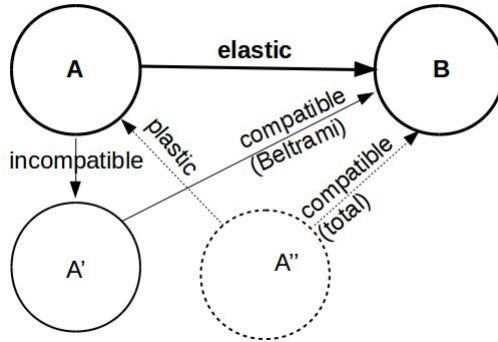 A
elastic
B
incompatible
plastic
compatible
(Beltrami)
compatible
(total)
A'
A''